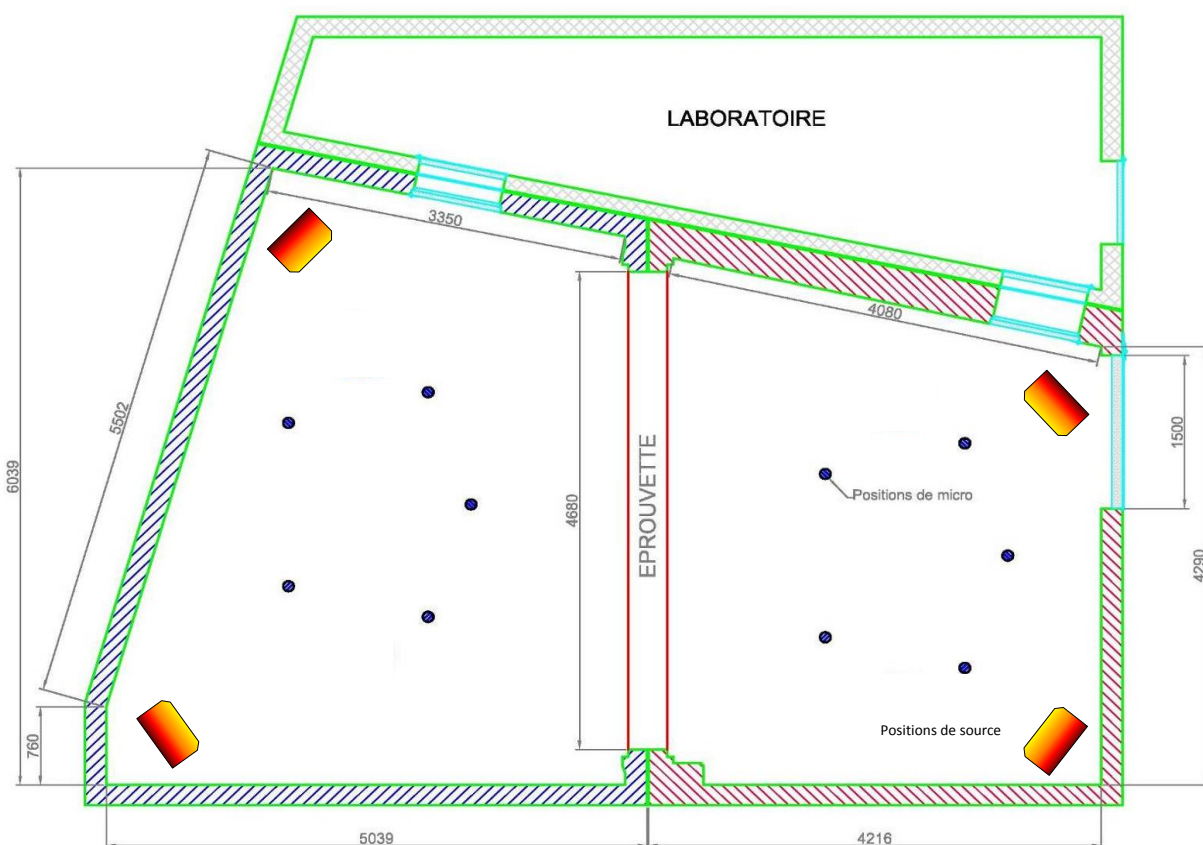 LABORATOIRE
3350
4080
5502
6039
1500
EPROUVETTE
4680
Positions de micro
4290
760
Positions de source
5039
4216